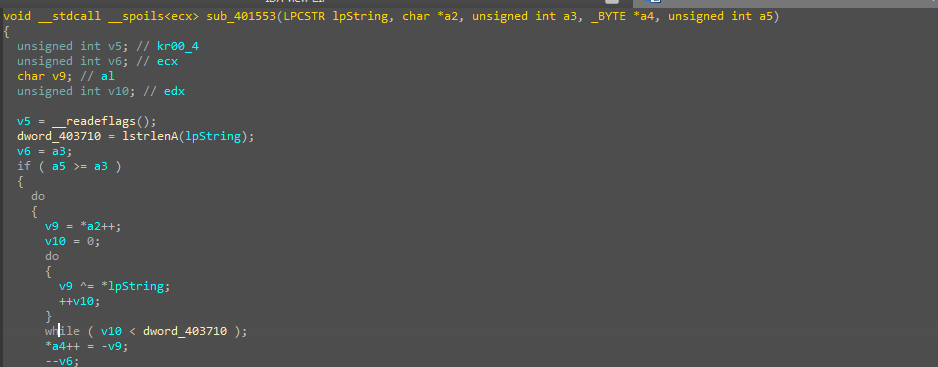 void __stdcall __spoils<ecx> sub_401553(LPCSTR lpString, char *a2, unsigned int a3, _BYTE *a4, unsigned int a5)
{
unsigned int v5; // kr00_4
unsigned int v6; // ecx
char v9; // al
unsigned int v10; // edx
v5 = __readeflags();
dword_403710 = lstrlenA(lpString);
v6 = a3;
if ( a5 >= a3 )
{
do
{
v9 = *a2++;
v10 = 0;
do
{
v9 ^= *lpString;
++v10;
}
while ( v10 < dword_403710 );
*a4++ = -v9;
--v6;